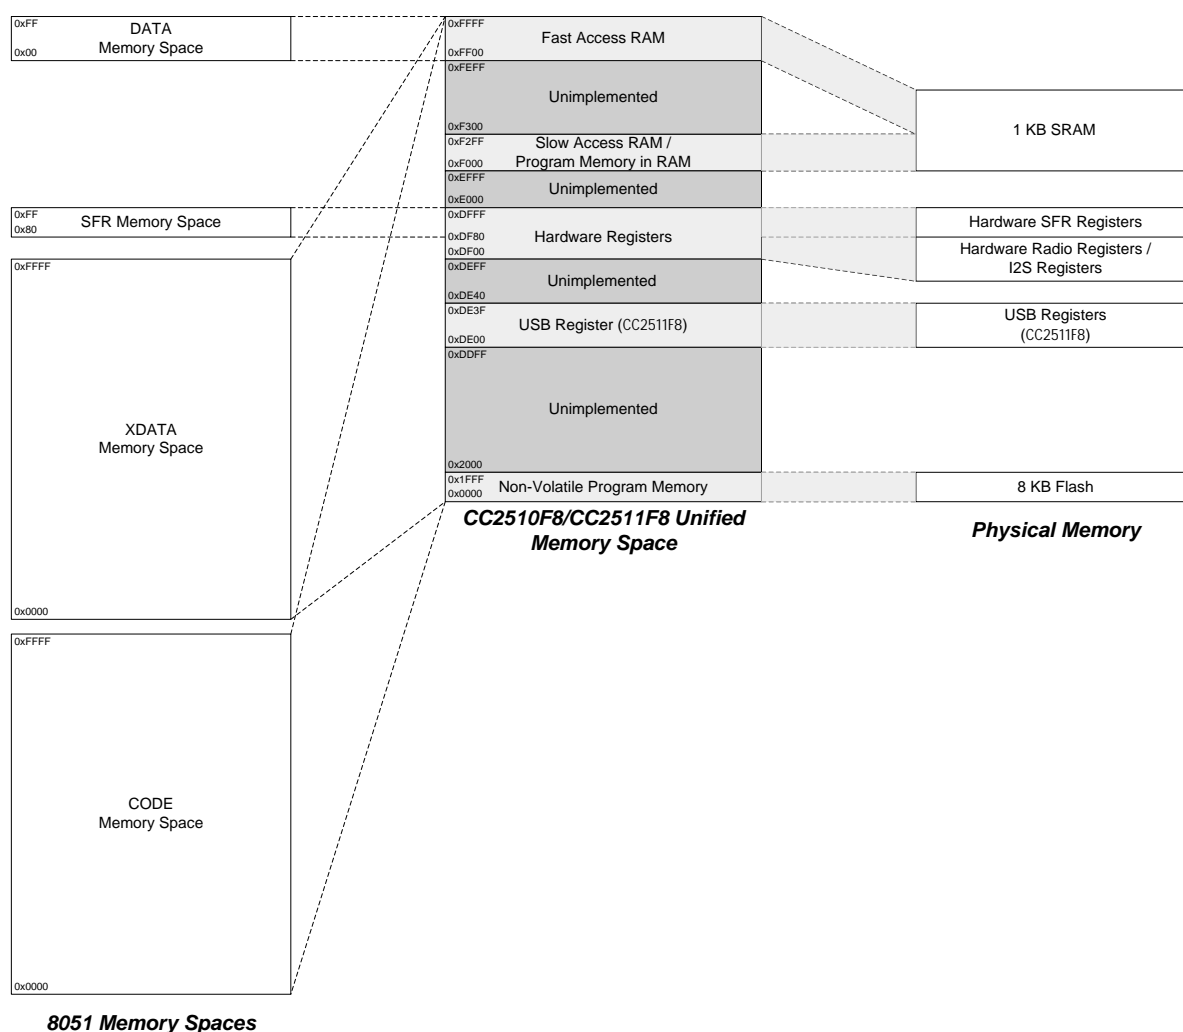 0xFF
DATA
Memory Space
0x00
0xFF
SFR Memory Space
0x80
0xFFFF
XDATA
Memory Space
0x0000
0xFFFF
CODE
Memory Space
0x0000
8051 Memory Spaces
0xFFFF
Fast Access RAM
0xFF00
0xFEFF
Unimplemented
0xF300
0xF2FF
Slow Access RAM /
Program Memory in RAM
0xF000
0xEFFF
Unimplemented
0xE000
0xDFFF
0xDF80
Hardware Registers
0xDF00
0xDEFF
Unimplemented
0xDE40
0xDE3F
USB Register (CC2511F8)
0xDE00
0xDDFF
Unimplemented
0x2000
0x1FFF
Non-Volatile Program Memory
0x0000
CC2510F8/CC2511F8 Unified
Memory Space
1 KB SRAM
Hardware SFR Registers
Hardware Radio Registers /
I2S Registers
USB Registers
(CC2511F8)
8 KB Flash
Physical Memory